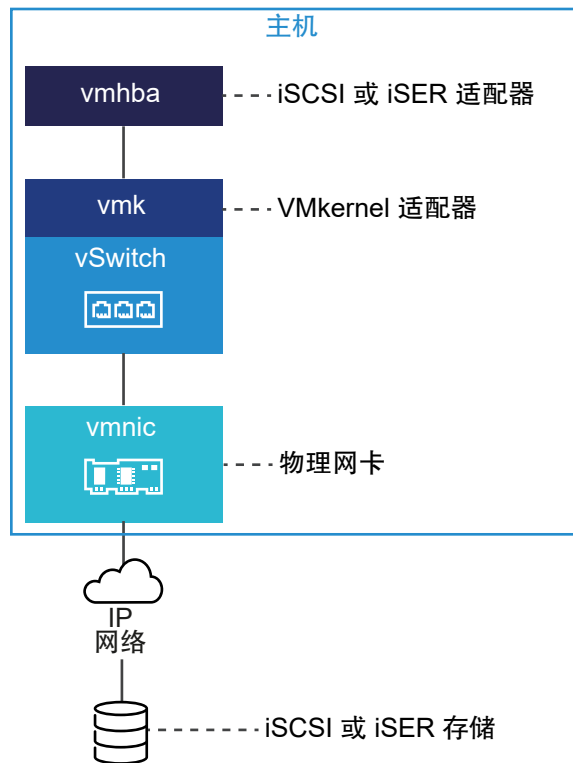 主机
vmhba
iSCSI 或 iSER 适配器
vmk
VMkernel 适配器
vSwitch
vmnic
物理网卡
IP
网络
iSCSI 或 iSER 存储